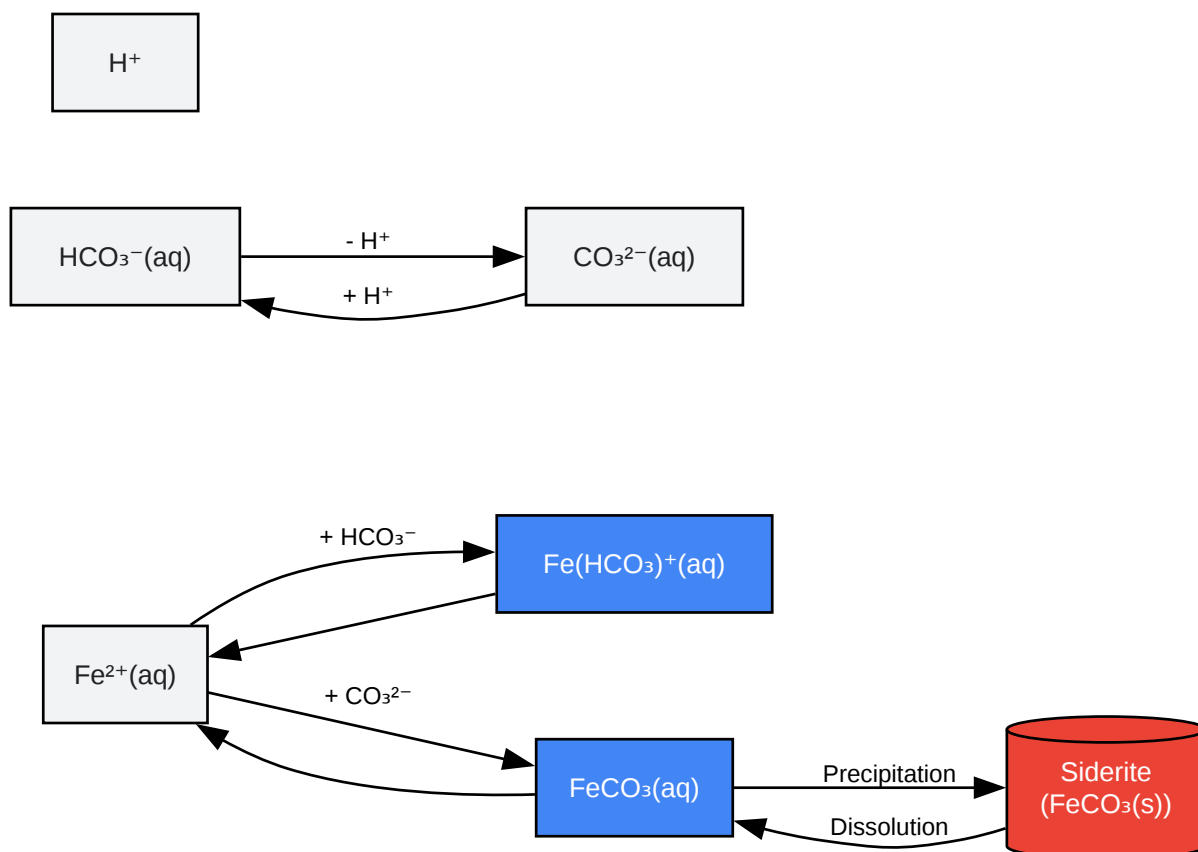 H⁺
HCO₃⁻(aq)
- H⁺
CO₃²⁻(aq)
+ H⁺
+ HCO₃⁻
Fe(HCO₃)⁺(aq)
Fe²⁺(aq)
+ CO₃²⁻
FeCO₃(aq)
Precipitation
Dissolution
Siderite
(FeCO₃(s))